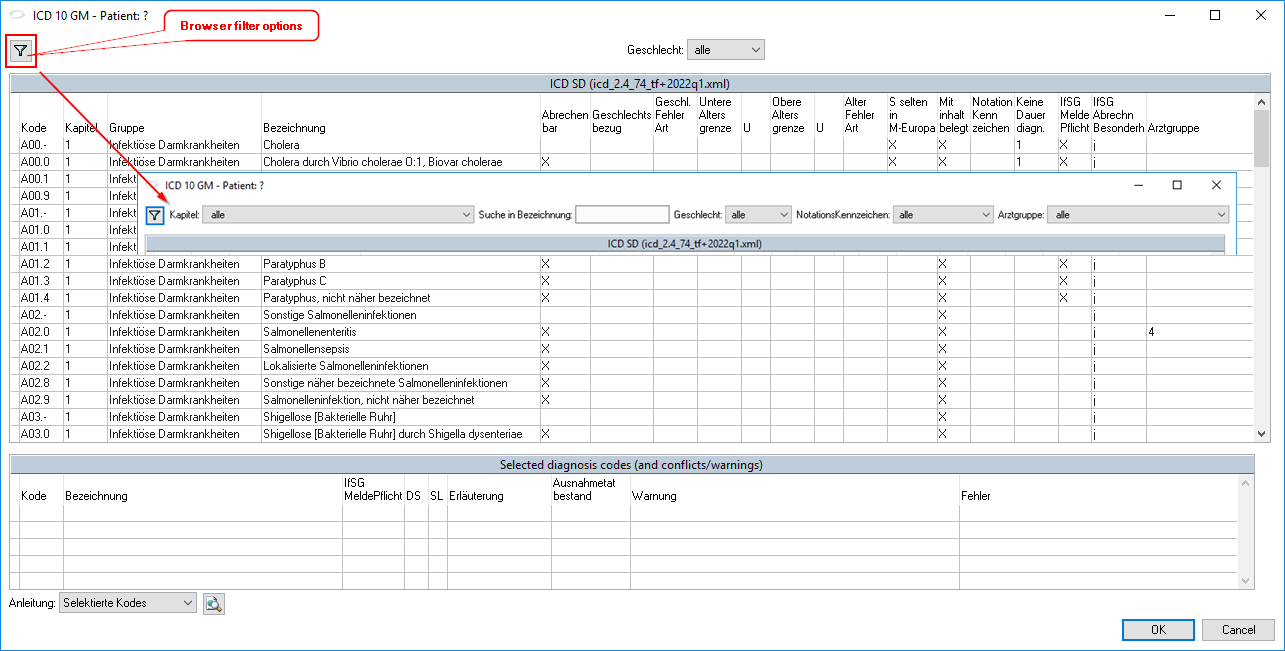 ICD 10 GM - Patient: ?
Browser filter options
Geschlecht: alle
ICD SD (icd_2.4_74_tf+2022q1.xml)
Kode Kapitel Gruppe Bezeichnung Abrechen bar Geschlechts bezug Geschl. Fehler Art Untere Alters grenze U Obere Alters grenze U Alter Fehler Art S selten in M-Europa Mit inhalt belegt Notation Kenn zeichen Keine Dauer diagn. IfSG Melde Pflicht IfSG Abrechn Besonderh Arztgruppe
A00.- 1 Infektiöse Darmkrankheiten Cholera X X 1 X j
A00.0 1 Infektiöse Darmkrankheiten Cholera durch Vibrio cholerae O:1, Biovar cholerae X X X 1 X j
A00.1 1 Infekt
A00.9 1 Infekt
A01.- 1 Infekt
A01.0 1 Infekt
A01.1 1 Infekt
ICD 10 GM - Patient: ?
Kapitel: alle Suche in Bezeichnung: Geschlecht: alle NotationsKennzeichen: alle Arztgruppe: alle
ICD SD (icd_2.4_74_tf+2022q1.xml)
A01.2 1 Infektiöse Darmkrankheiten Paratyphus B X X X j
A01.3 1 Infektiöse Darmkrankheiten Paratyphus C X X X j
A01.4 1 Infektiöse Darmkrankheiten Paratyphus, nicht näher bezeichnet X X X j
A02.- 1 Infektiöse Darmkrankheiten Sonstige Salmonelleninfektionen X j
A02.0 1 Infektiöse Darmkrankheiten Salmonellenenteritis X X j 4
A02.1 1 Infektiöse Darmkrankheiten Salmonellensepsis X X j
A02.2 1 Infektiöse Darmkrankheiten Lokalisierte Salmonelleninfektionen X X j
A02.8 1 Infektiöse Darmkrankheiten Sonstige näher bezeichnete Salmonelleninfektionen X X j
A02.9 1 Infektiöse Darmkrankheiten Salmonelleninfektion, nicht näher bezeichnet X X j
A03.- 1 Infektiöse Darmkrankheiten Shigellose [Bakterielle Ruhr] X j
A03.0 1 Infektiöse Darmkrankheiten Shigellose [Bakterielle Ruhr] durch Shigella dysenteriae X X j
Selected diagnosis codes (and conflicts/warnings)
Kode Bezeichnung IfSG MeldePflicht DS SL Erläuterung Ausnahmetat bestand Warnung Fehler
Anleitung: Selektierte Kodes
OK Cancel